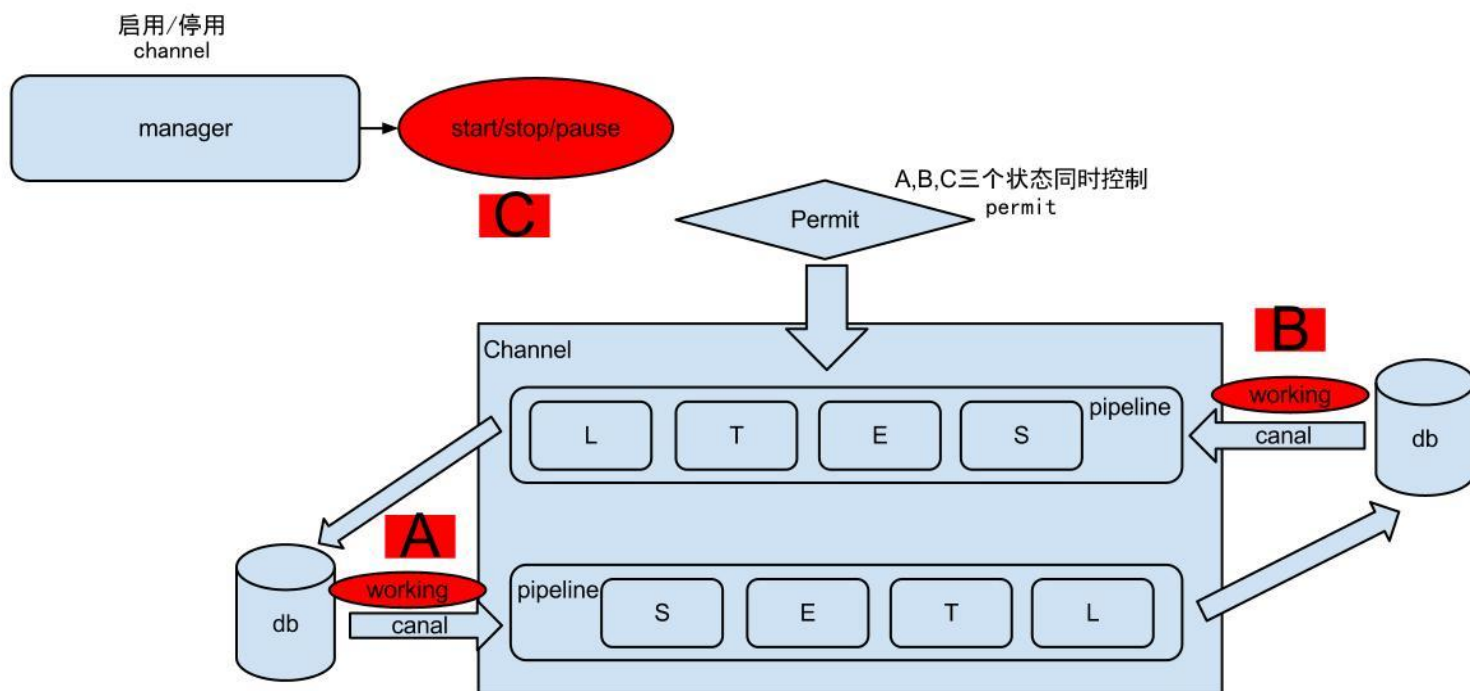 启用/停用
channel
manager
start/stop/pause
C
A,B,C三个状态同时控制
permit
Permit
Channel
B
working
pipeline
L
T
E
S
canal
db
A
working
pipeline
S
E
T
L
canal
db